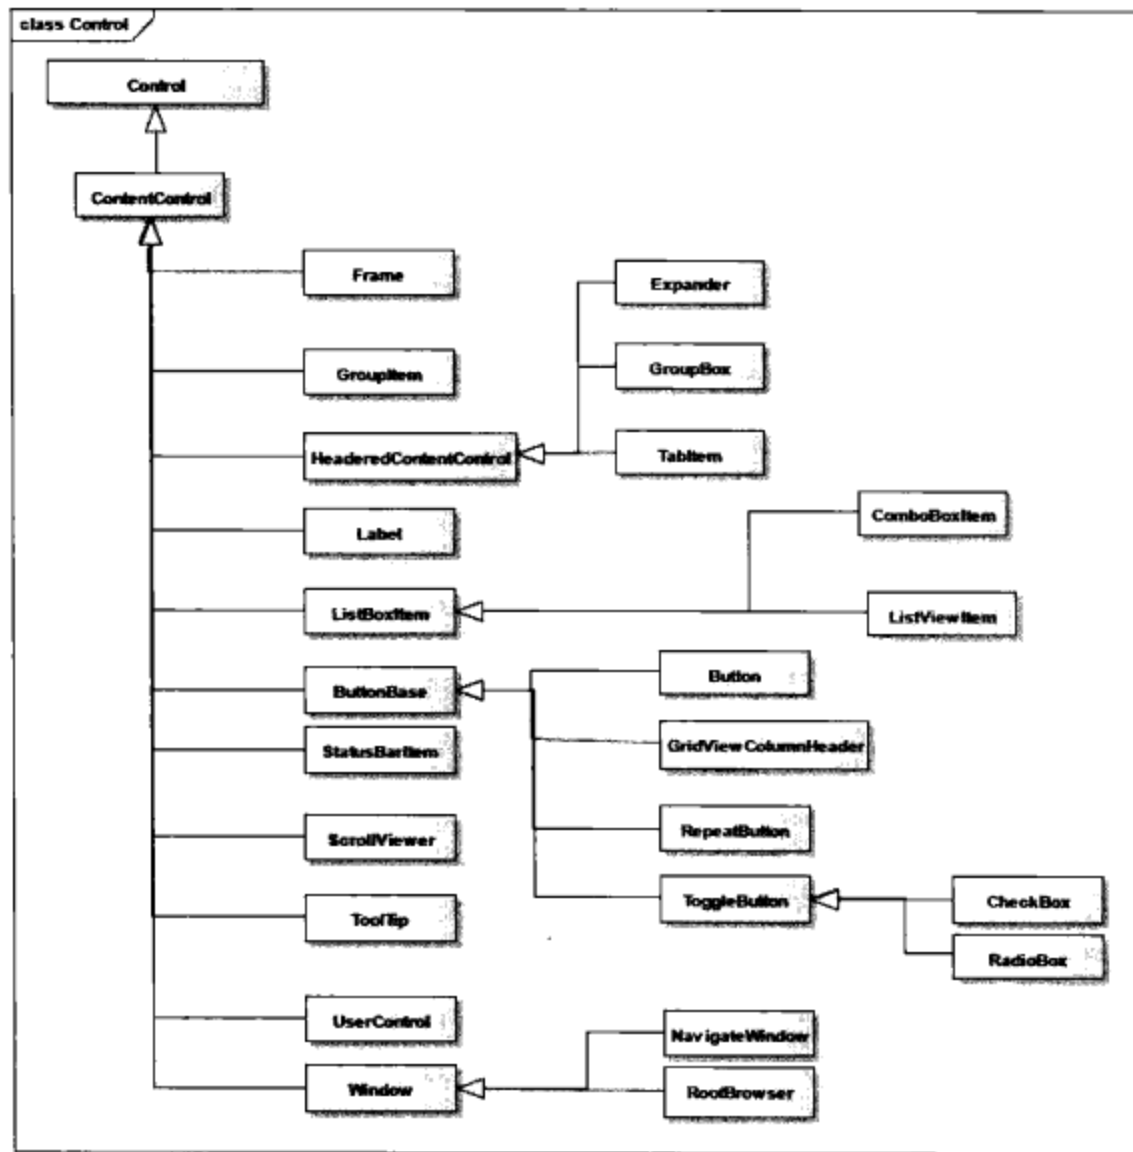 class Control
Control
ContentControl
Frame
Expander
GroupItem
GroupBox
HeaderedContentControl
TabItem
Label
ComboBoxItem
ListBoxItem
ListViewItem
ButtonBase
Button
StatusBarItem
GridViewColumnHeader
ScrollViewer
RepeatButton
ToolTip
ToggleButton
CheckBox
RadioBox
UserControl
NavigateWindow
Window
RootBrowser